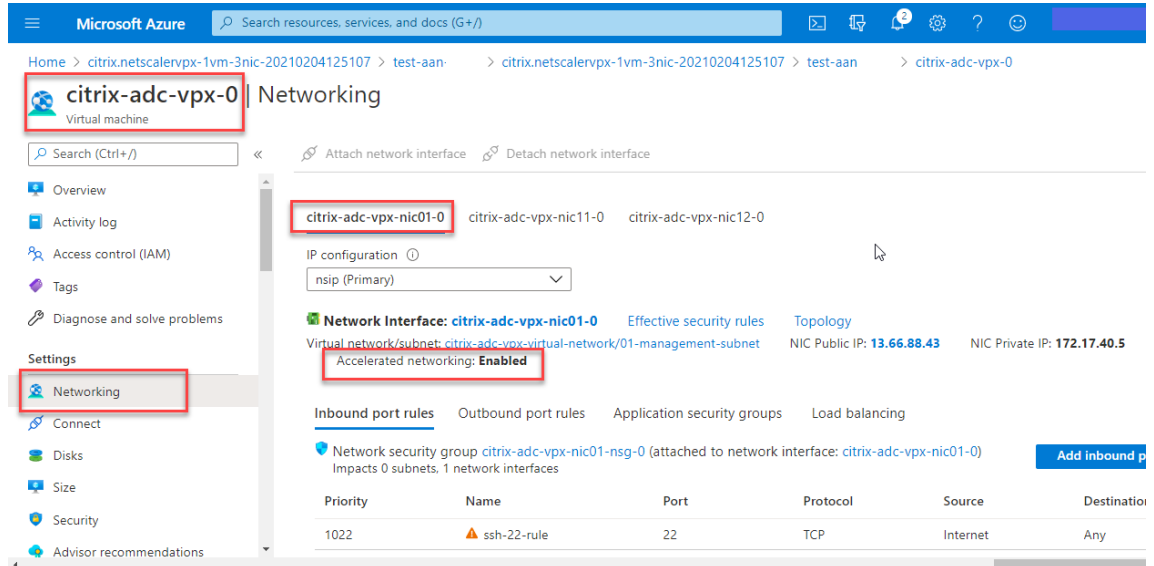 Microsoft Azure Search resources, services, and docs (G+/) 2
Home > citrix.netscalervpx-1vm-3nic-20210204125107 > test-aan > citrix.netscalervpx-1vm-3nic-20210204125107 > test-aan > citrix-adc-vpx-0
citrix-adc-vpx-0 | Networking
Virtual machine
Search (Ctrl+/) «
Attach network interface Detach network interface
Overview
Activity log
Access control (IAM)
Tags
Diagnose and solve problems
Settings
Networking
Connect
Disks
Size
Security
Advisor recommendations
citrix-adc-vpx-nic01-0 citrix-adc-vpx-nic11-0 citrix-adc-vpx-nic12-0
IP configuration
nsip (Primary)
Network Interface: citrix-adc-vpx-nic01-0 Effective security rules Topology
Virtual network/subnet: citrix-adc-vpx-virtual-network/01-management-subnet NIC Public IP: 13.66.88.43 NIC Private IP: 172.17.40.5
Accelerated networking: Enabled
Inbound port rules Outbound port rules Application security groups Load balancing
Network security group citrix-adc-vpx-nic01-nsg-0 (attached to network interface: citrix-adc-vpx-nic01-0)
Impacts 0 subnets, 1 network interfaces
Add inbound p
Priority Name Port Protocol Source Destination
1022 ssh-22-rule 22 TCP Internet Any